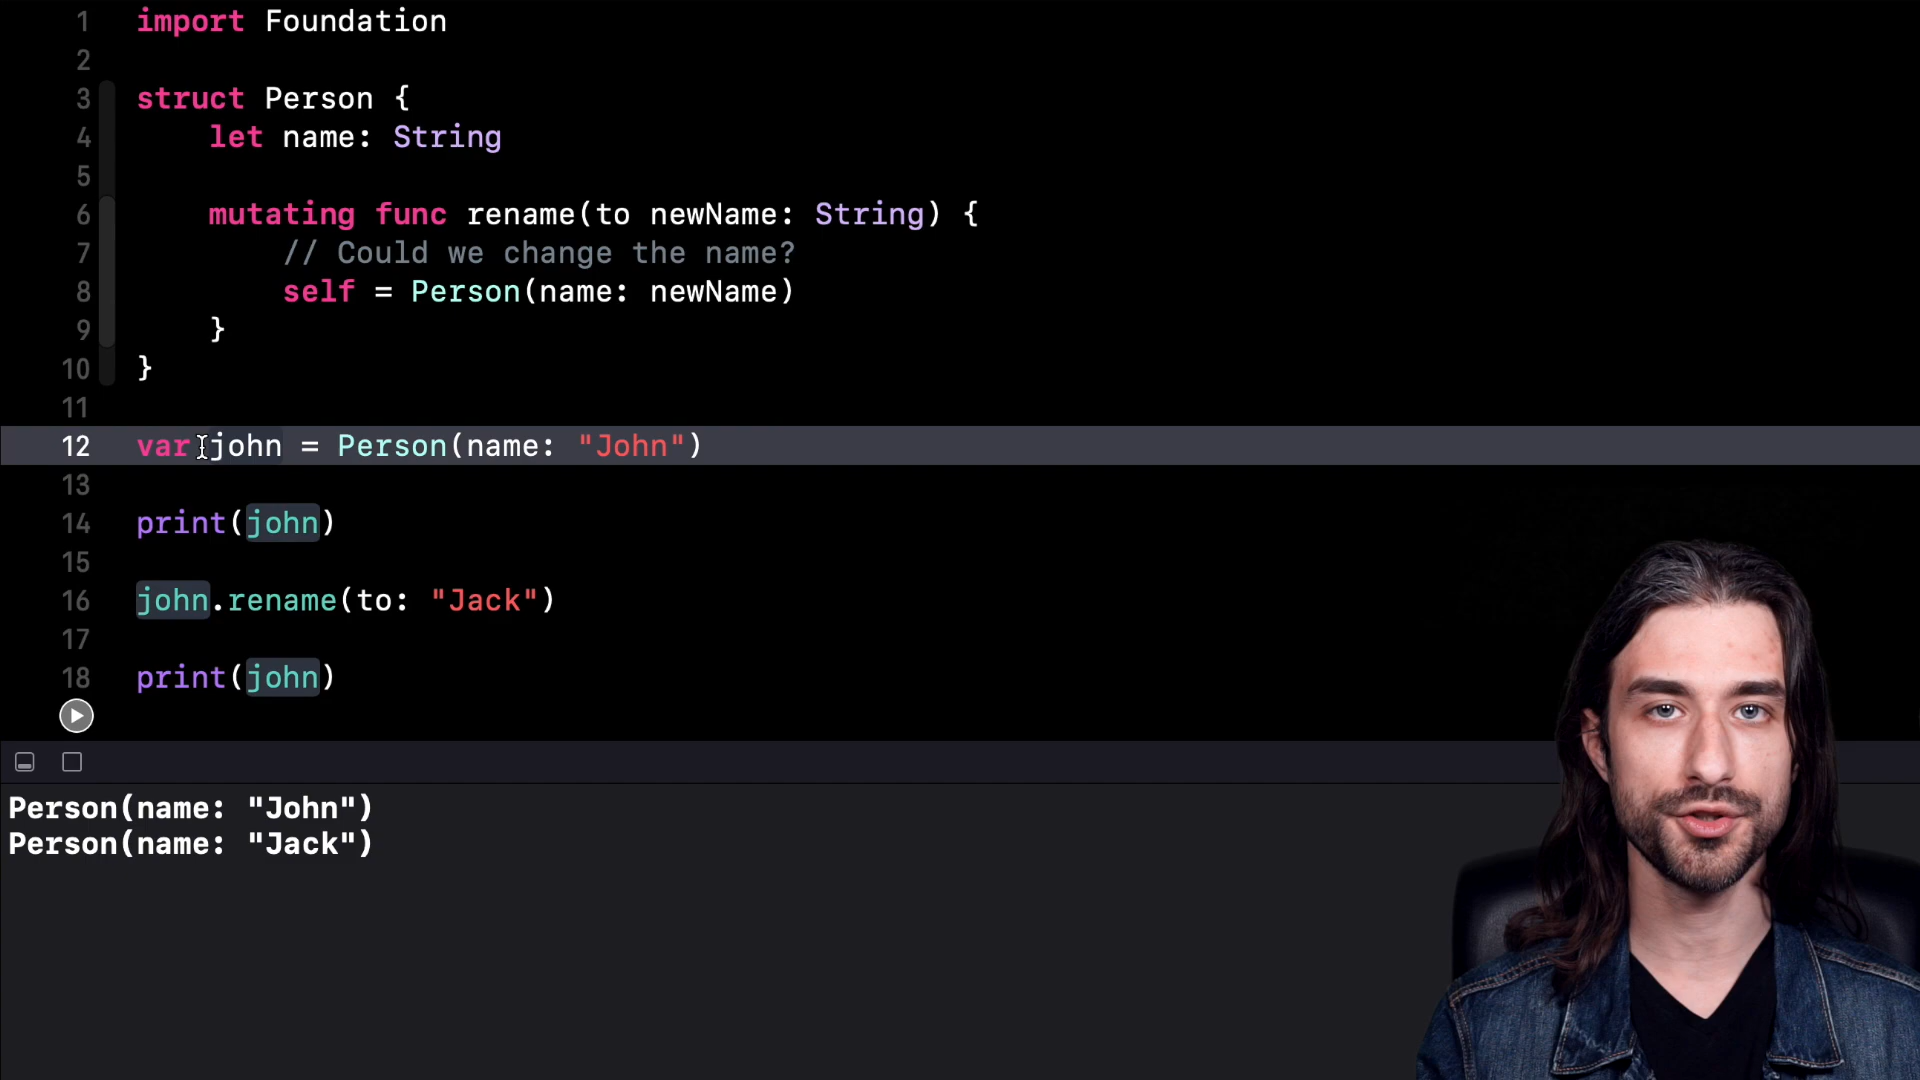 1 import Foundation
2
3 struct Person {
4     let name: String
5
6     mutating func rename(to newName: String) {
7         // Could we change the name?
8         self = Person(name: newName)
9     }
10 }
11
12 var john = Person(name: "John")
13
14 print(john)
15
16 john.rename(to: "Jack")
17
18 print(john)
Person(name: "John")
Person(name: "Jack")